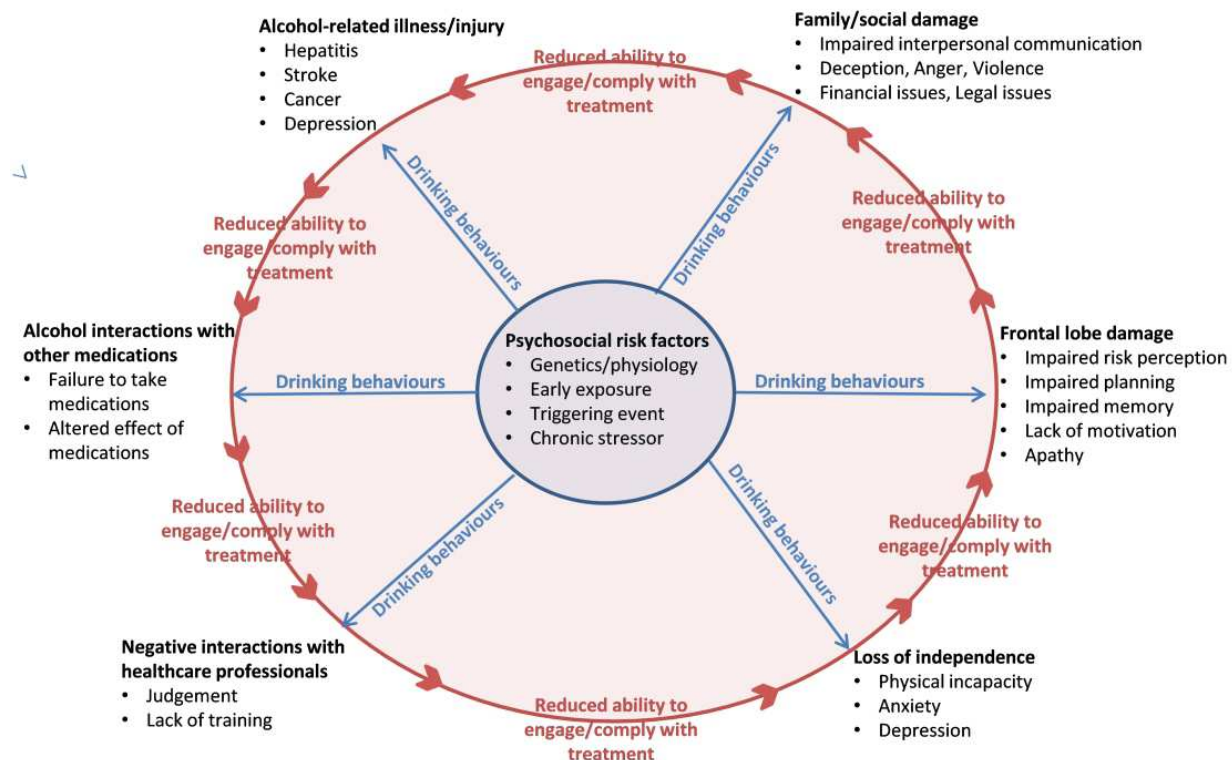 Alcohol-related illness/injury
• Hepatitis
• Stroke
• Cancer
• Depression
Reduced ability to
engage/comply with
treatment
Family/social damage
• Impaired interpersonal communication
• Deception, Anger, Violence
• Financial issues, Legal issues
Drinking behaviours
Drinking behaviours
Reduced ability to
engage/comply with
treatment
Reduced ability to
engage/comply with
treatment
Alcohol interactions with
other medications
• Failure to take
medications
• Altered effect of
medications
Drinking behaviours
Psychosocial risk factors
• Genetics/physiology
• Early exposure
• Triggering event
• Chronic stressor
Drinking behaviours
Frontal lobe damage
• Impaired risk perception
• Impaired planning
• Impaired memory
• Lack of motivation
• Apathy
Reduced ability to
engage/comply with
treatment
Drinking behaviours
Drinking behaviours
Reduced ability to
engage/comply with
treatment
Negative interactions with
healthcare professionals
• Judgement
• Lack of training
Reduced ability to
engage/comply with
treatment
Loss of independence
• Physical incapacity
• Anxiety
• Depression